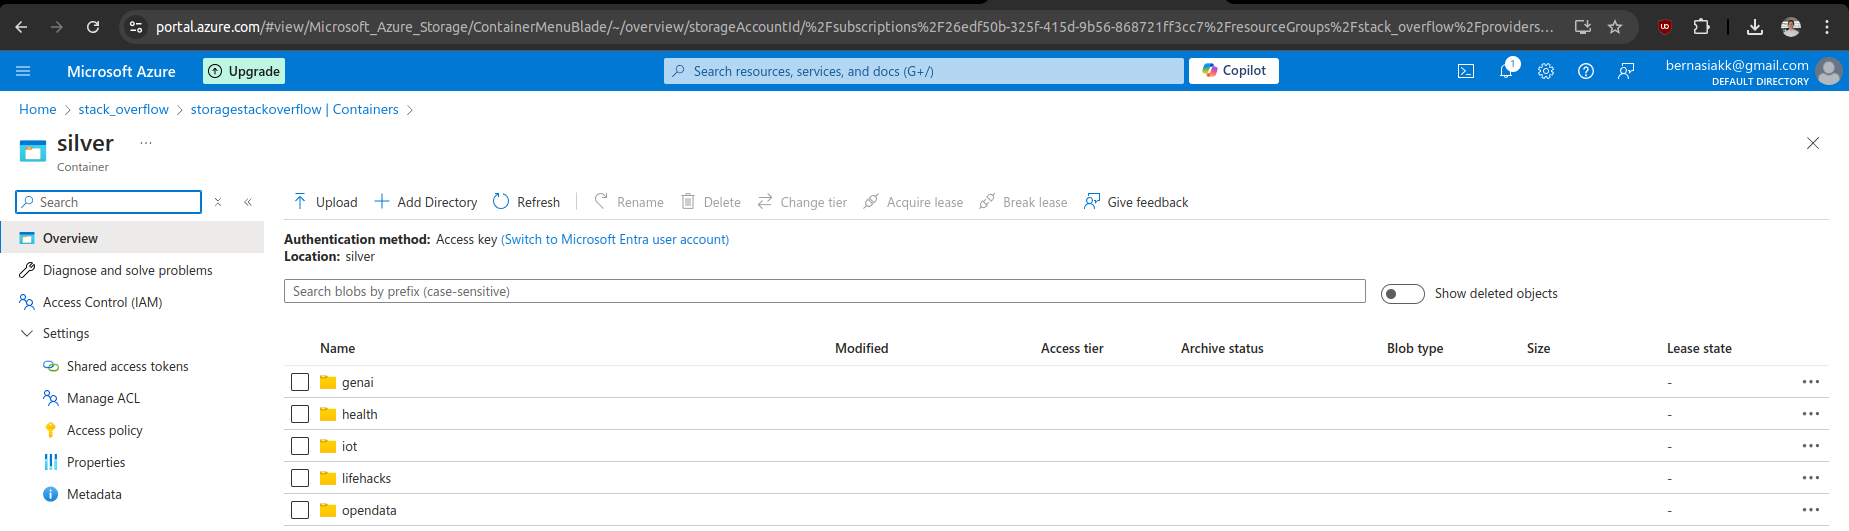 portal.azure.com/#view/Microsoft_Azure_Storage/ContainerMenuBlade/~/overview/storageAccountId/%2Fsubscriptions%2F26edf50b-325f-415d-9b56-868721ff3cc7%2FresourceGroups%2Fstack_overflow%2Fproviders...
Microsoft Azure Upgrade Search resources, services, and docs (G+/) Copilot 1 bernasiakk@gmail.com
DEFAULT DIRECTORY
Home > stack_overflow > storagestackoverflow | Containers >
silver ...
Container
Search Upload Add Directory Refresh Rename Delete Change tier Acquire lease Break lease Give feedback
Overview
Diagnose and solve problems
Access Control (IAM)
Settings
Shared access tokens
Manage ACL
Access policy
Properties
Metadata
Authentication method: Access key (Switch to Microsoft Entra user account)
Location: silver
Search blobs by prefix (case-sensitive) Show deleted objects
Name Modified Access tier Archive status Blob type Size Lease state
genai - ...
health - ...
iot - ...
lifehacks - ...
opendata - ...